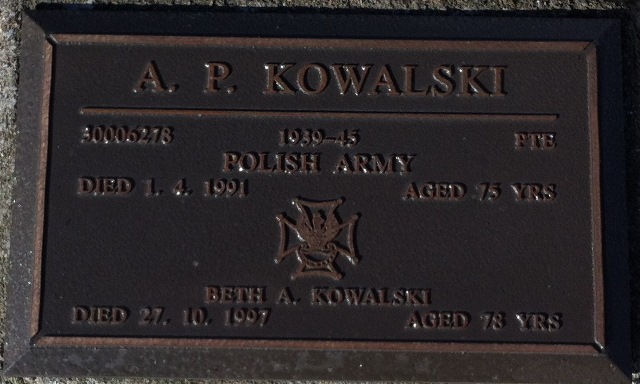 A. P. KOWALSKI
30006278 1939-45 PTE
POLISH ARMY
DIED 1. 4. 1991 AGED 75 YRS
BETH A. KOWALSKI
DIED 27. 10. 1997 AGED 78 YRS